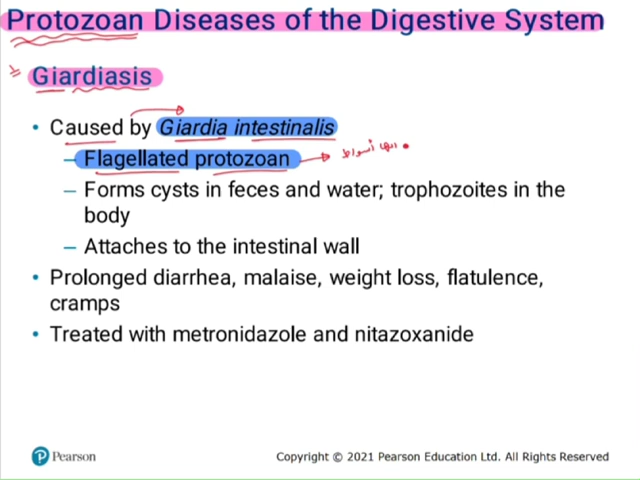 Protozoan Diseases of the Digestive System
Giardiasis
• Caused by Giardia intestinalis
– Flagellated protozoan
الها أسواط
– Forms cysts in feces and water; trophozoites in the
body
– Attaches to the intestinal wall
• Prolonged diarrhea, malaise, weight loss, flatulence,
cramps
• Treated with metronidazole and nitazoxanide
Pearson
Copyright © 2021 Pearson Education Ltd. All Rights Reserved